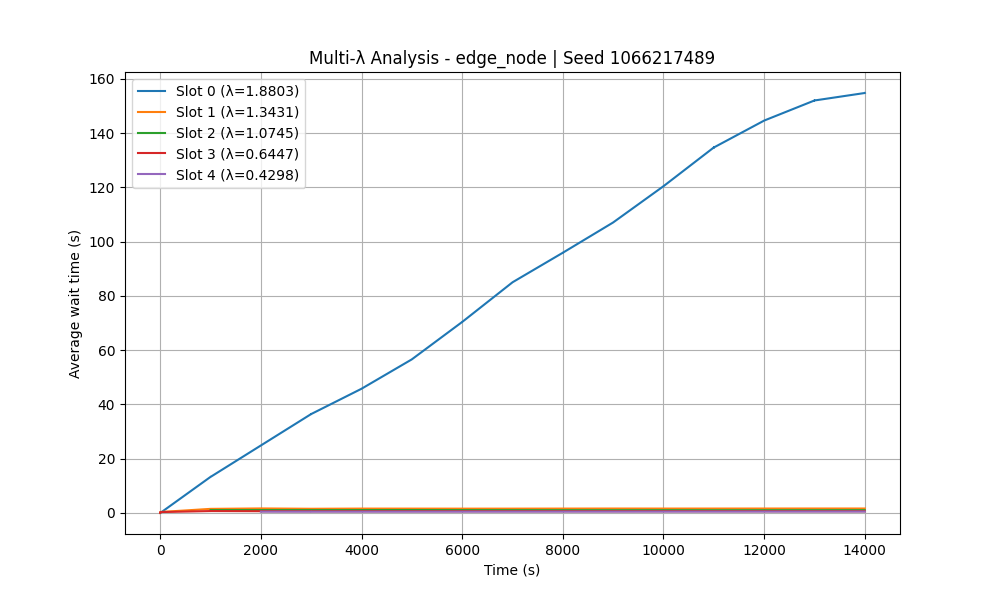 Multi-λ Analysis - edge_node | Seed 1066217489
Slot 0 (λ=1.8803)
Slot 1 (λ=1.3431)
Slot 2 (λ=1.0745)
Slot 3 (λ=0.6447)
Slot 4 (λ=0.4298)
Average wait time (s)
160
140
120
100
80
60
40
20
0
0 2000 4000 6000 8000 10000 12000 14000
Time (s)